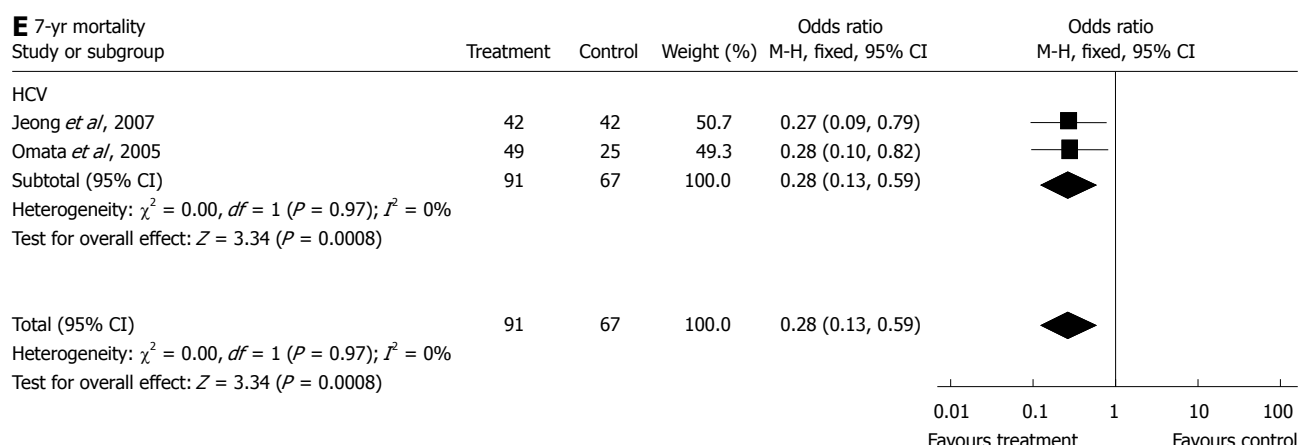 E 7-yr mortality Odds ratio Odds ratio
Study or subgroup Treatment Control Weight (%) M-H, fixed, 95% CI M-H, fixed, 95% CI
HCV
Jeong et al, 2007 42 42 50.7 0.27 (0.09, 0.79)
Omata et al, 2005 49 25 49.3 0.28 (0.10, 0.82)
Subtotal (95% CI) 91 67 100.0 0.28 (0.13, 0.59)
Heterogeneity: χ² = 0.00, df = 1 (P = 0.97); I² = 0%
Test for overall effect: Z = 3.34 (P = 0.0008)
Total (95% CI) 91 67 100.0 0.28 (0.13, 0.59)
Heterogeneity: χ² = 0.00, df = 1 (P = 0.97); I² = 0%
Test for overall effect: Z = 3.34 (P = 0.0008)
0.01 0.1 1 10 100
Favours treatment Favours control